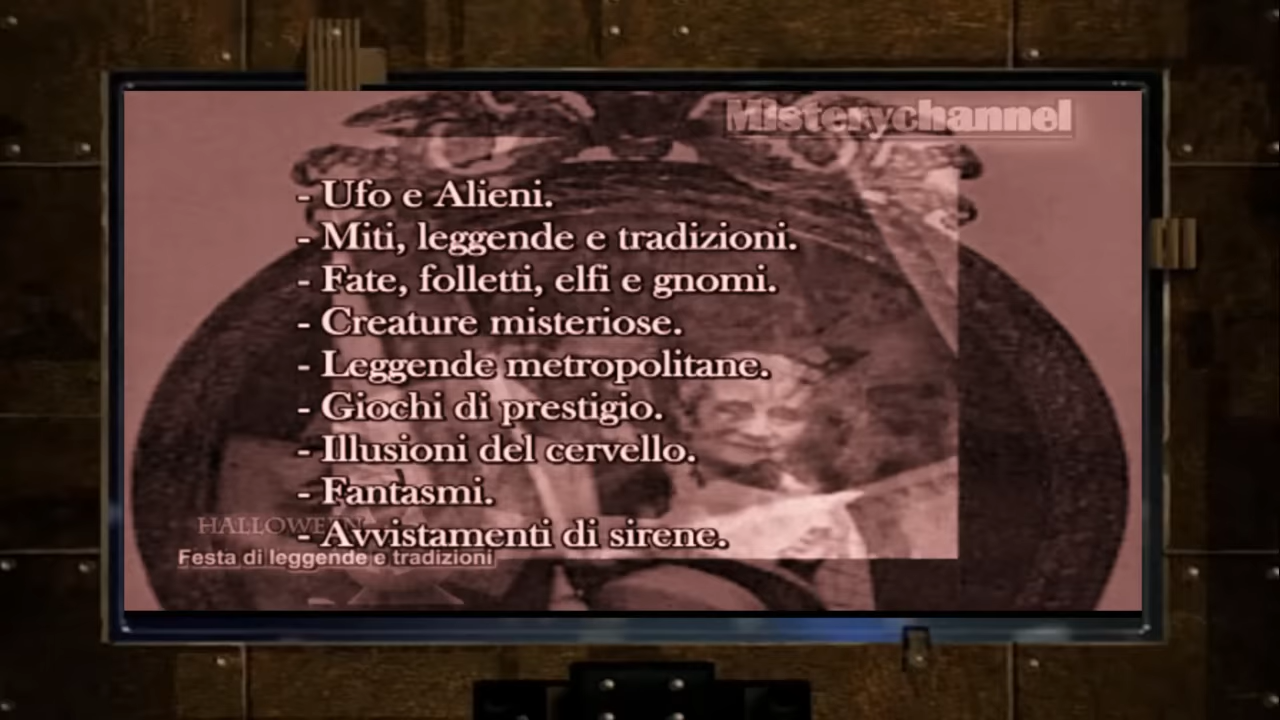 Misterychannel
- Ufo e Alieni.
- Miti, leggende e tradizioni.
- Fate, folletti, elfi e gnomi.
- Creature misteriose.
- Leggende metropolitane.
- Giochi di prestigio.
- Illusioni del cervello.
- Fantasmi.
HALLOWEEN
- Avvistamenti di sirene.
Festa di leggende e tradizioni